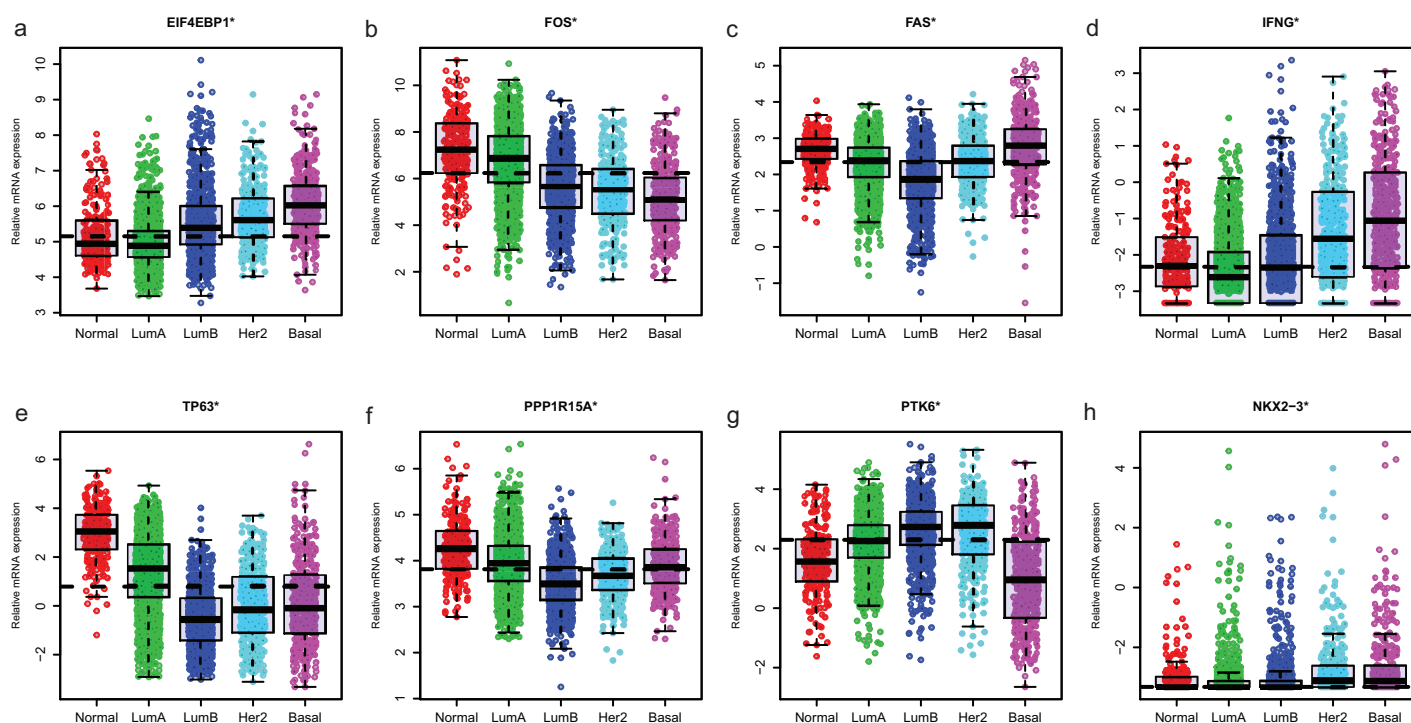 a
EIF4EBP1*
Relative mRNA expression
10
9
8
7
6
5
4
3
Normal LumA LumB Her2 Basal
b
FOS*
Relative mRNA expression
10
8
6
4
2
Normal LumA LumB Her2 Basal
c
FAS*
Relative mRNA expression
5
4
3
2
1
0
−1
Normal LumA LumB Her2 Basal
d
IFNG*
Relative mRNA expression
3
2
1
0
−1
−2
−3
Normal LumA LumB Her2 Basal
e
TP63*
Relative mRNA expression
6
4
2
0
−2
Normal LumA LumB Her2 Basal
f
PPP1R15A*
Relative mRNA expression
6
5
4
3
2
1
Normal LumA LumB Her2 Basal
g
PTK6*
Relative mRNA expression
4
2
0
−2
Normal LumA LumB Her2 Basal
h
NKX2−3*
Relative mRNA expression
4
2
0
−2
Normal LumA LumB Her2 Basal